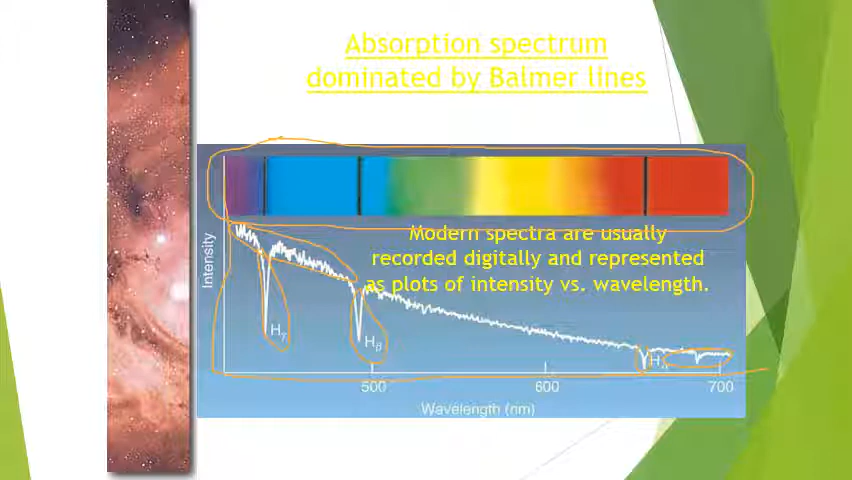 Absorption spectrum
dominated by Balmer lines
Modern spectra are usually
recorded digitally and represented
as plots of intensity vs. wavelength.
Intensity
Hγ
Hβ
H
500
600
700
Wavelength (nm)